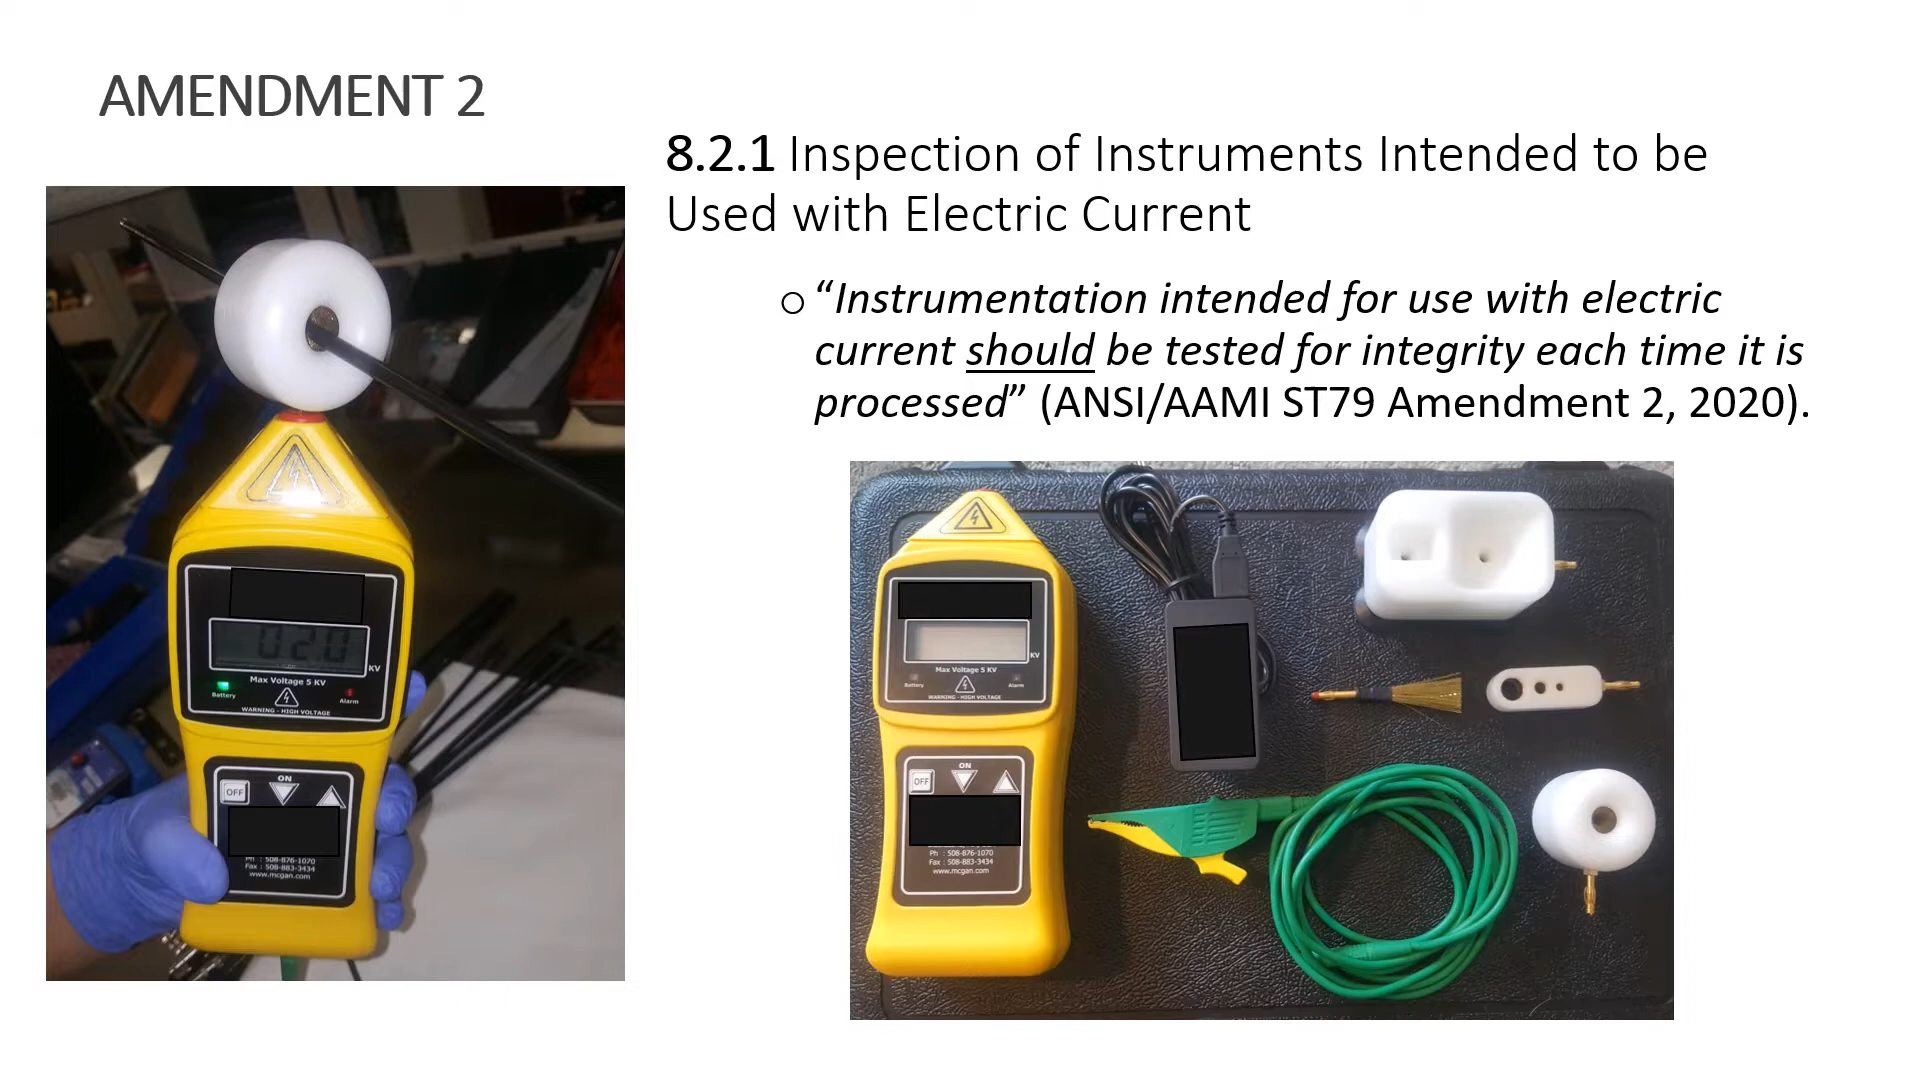 AMENDMENT 2
8.2.1 Inspection of Instruments Intended to be
Used with Electric Current
○ “Instrumentation intended for use with electric
current should be tested for integrity each time it is
processed” (ANSI/AAMI ST79 Amendment 2, 2020).
02.0
KV
Max Voltage 5 KV
Battery
Alarm
WARNING - HIGH VOLTAGE
ON
OFF
Ph : 508-876-1070
Fax : 508-883-3434
www.mcgan.com
KV
Max Voltage 5 KV
Battery
Alarm
WARNING - HIGH VOLTAGE
ON
OFF
Ph : 508-876-1070
Fax : 508-883-3434
www.mcgan.com